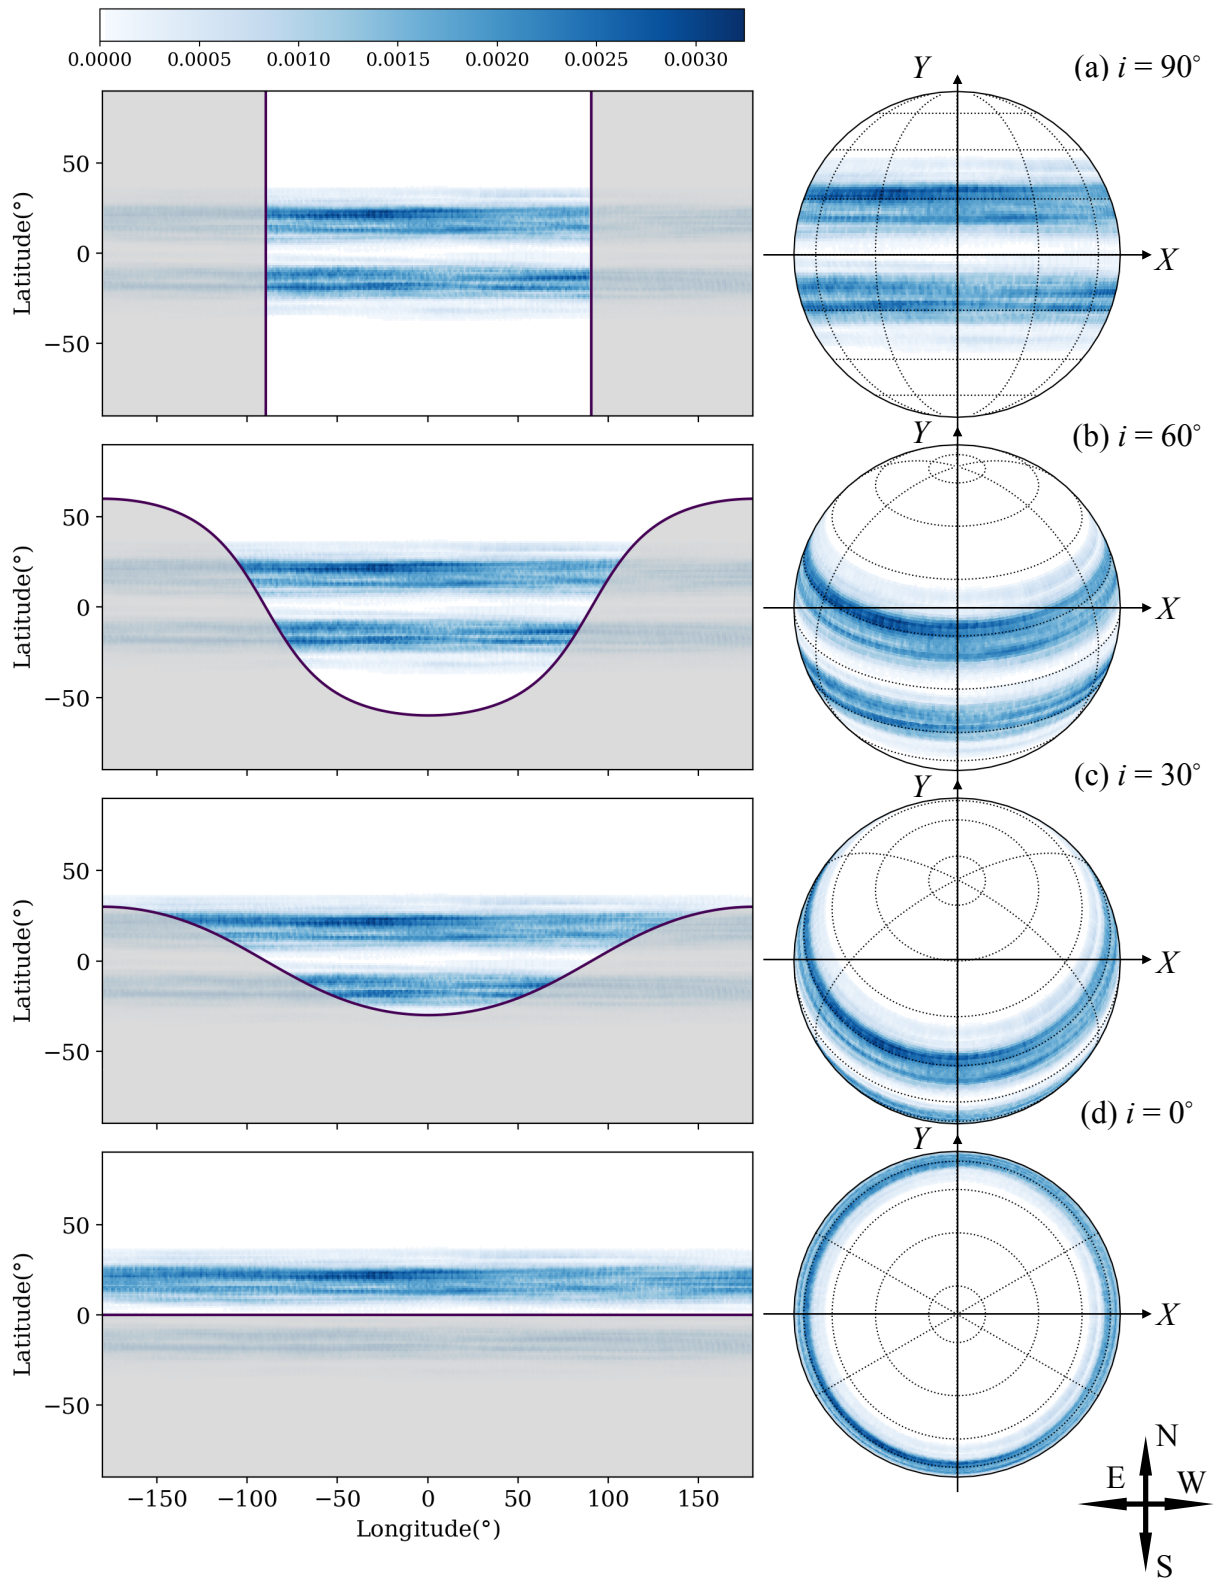 0.0000 0.0005 0.0010 0.0015 0.0020 0.0025 0.0030
(a) i = 90°
Y
X
50
0
−50
Latitude(°)
(b) i = 60°
Y
X
50
0
−50
Latitude(°)
(c) i = 30°
Y
X
50
0
−50
Latitude(°)
(d) i = 0°
Y
X
50
0
−50
Latitude(°)
−150 −100 −50 0 50 100 150
Longitude(°)
N
E W
S